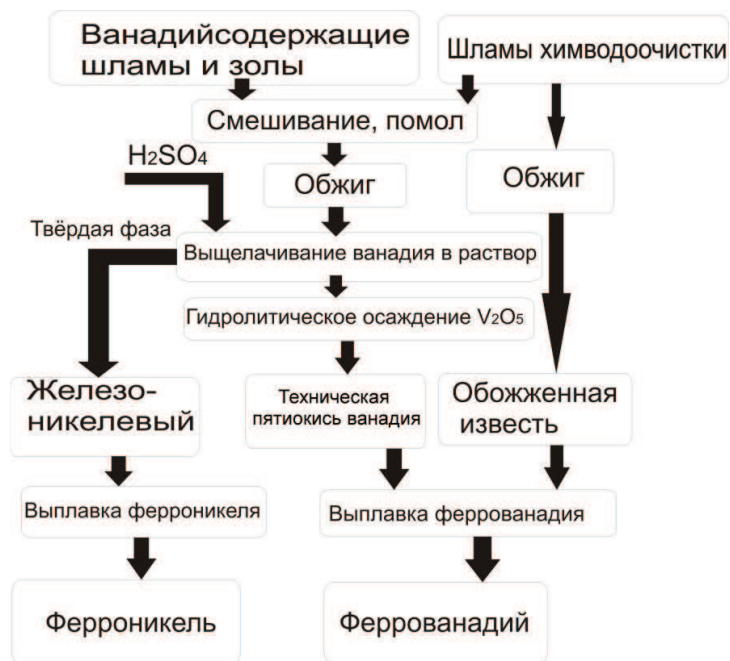 Ванадийсодержащие
шламы и золы
Шламы химводоочистки
Смешивание, помол
H2SO4
Обжиг
Обжиг
Твёрдая фаза
Выщелачивание ванадия в раствор
Гидролитическое осаждение V2O5
Железо-
никелевый
Техническая
пятиокись ванадия
Обожженная
известь
Выплавка ферроникеля
Выплавка феррованадия
Ферроникель
Феррованадий